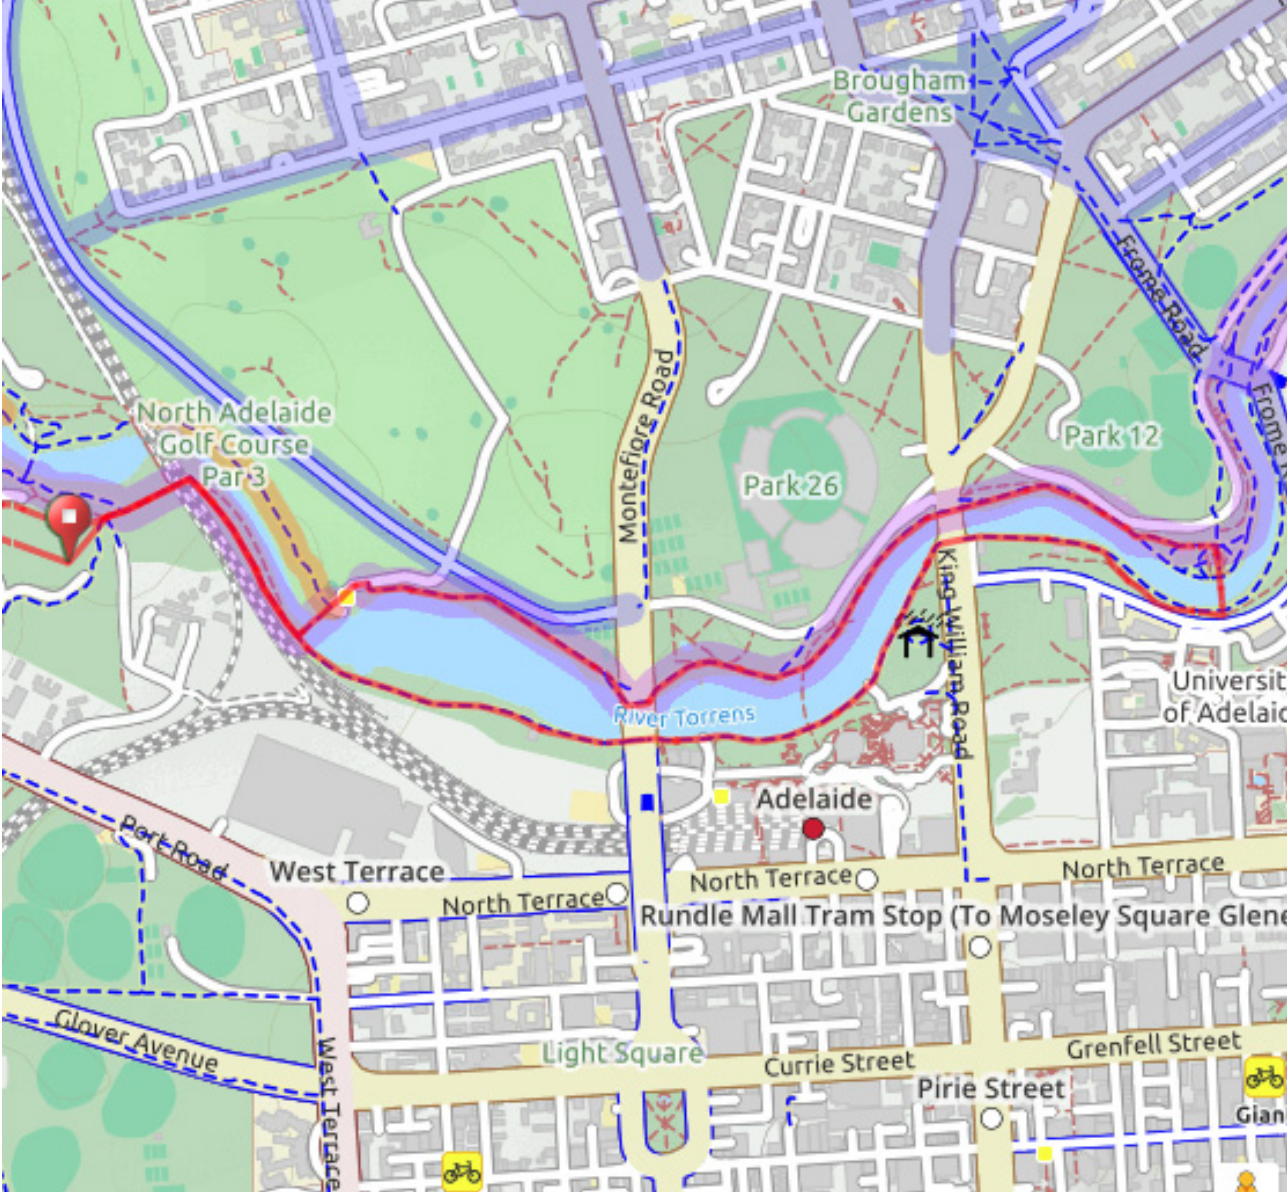 Brougham
Gardens
Frome Road
Frome R
North Adelaide
Golf Course
Par 3
Montefiore Road
Park 26
Park 12
King William Road
River Torrens
Universit
of Adelaid
Adelaide
Port Road
West Terrace
North Terrace
North Terrace
North Terrace
Rundle Mall Tram Stop (To Moseley Square Glene
Glover Avenue
West Terrace
Light Square
Currie Street
Grenfell Street
Pirie Street
Gian